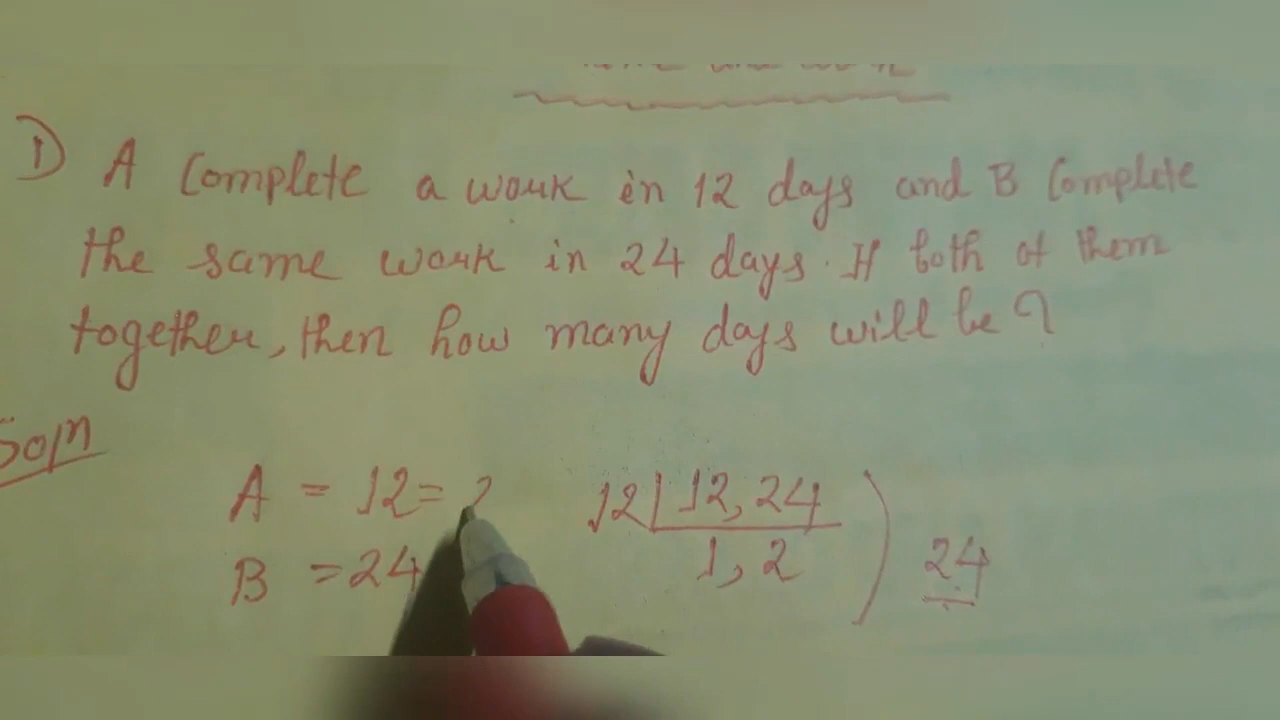 1) A Complete a work in 12 days and B Complete
the same work in 24 days. If both of them
together, then how many days will be?
Soln
A = 12 = 2
12 | 12, 24
1, 2
) 24
B = 24